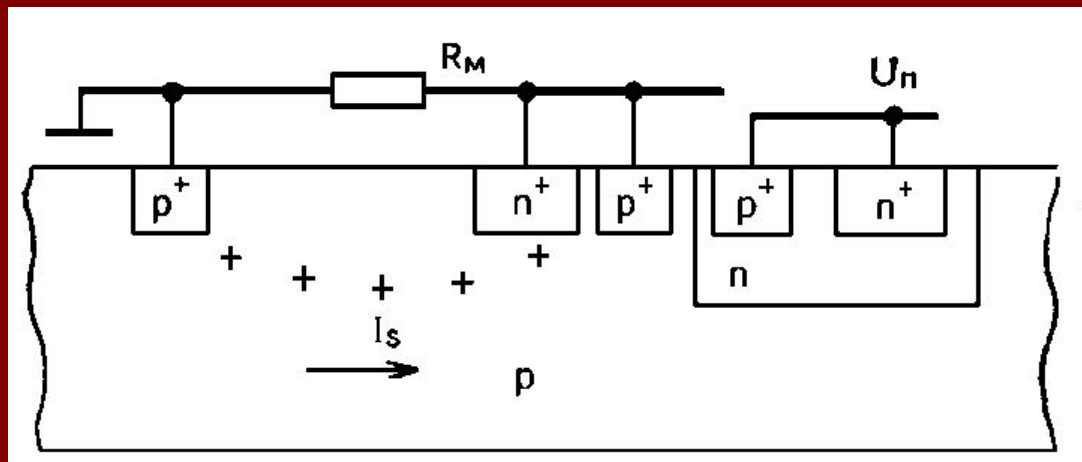 R_M
U_n
p⁺ n⁺ p⁺ p⁺ n⁺
+ + + + +
n
I_S
p